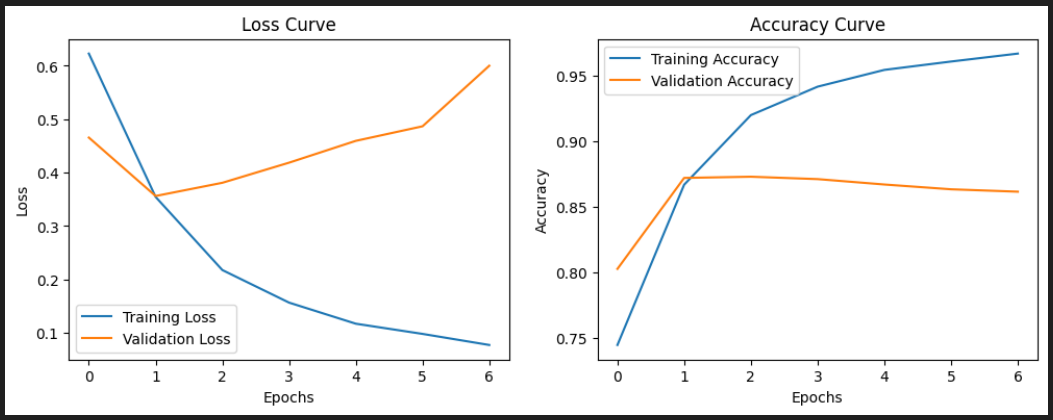 Loss Curve
0.6
0.5
0.4
0.3
0.2
0.1
Loss
Training Loss
Validation Loss
0 1 2 3 4 5 6
Epochs
Accuracy Curve
Training Accuracy
Validation Accuracy
0.95
0.90
0.85
0.80
0.75
Accuracy
0 1 2 3 4 5 6
Epochs